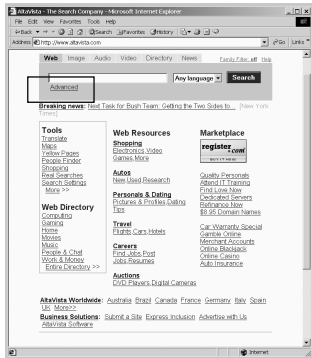 AltaVista - The Search Company - Microsoft Internet Explorer
File Edit View Favorites Tools Help
Back Search Favorites History
Address http://www.altavista.com Go Links »
Web Image Audio Video Directory News Family Filter: off Help
Any language Search
Advanced
Breaking news: Next Task for Bush Team: Getting the Two Sides to... [New York
Times]
Tools
Translate
Maps
Yellow Pages
People Finder
Shopping
Real Searches
Search Settings
More >>
Web Directory
Computing
Gaming
Home
Movies
Music
People & Chat
Work & Money
Entire Directory >>
Web Resources
Shopping
Electronics,Video
Games,More
Autos
New,Used,Research
Personals & Dating
Pictures & Profiles,Dating
Tips
Travel
Flights,Cars,Hotels
Careers
Find Jobs,Post
Jobs,Resumes
Auctions
DVD Players,Digital Cameras
Marketplace
register
.com
Quality Personals
Attend IT Training
Find Love Now
Dedicated Servers
Refinance Now
$8.95 Domain Names
Car Warranty Special
Gamble Online
Merchant Accounts
Online Blackjack
Online Casino
Auto Insurance
AltaVista Worldwide: Australia Brazil Canada France Germany Italy Spain
UK More>>
Business Solutions: Submit a Site Express Inclusion Advertise with Us
AltaVista Software
Internet